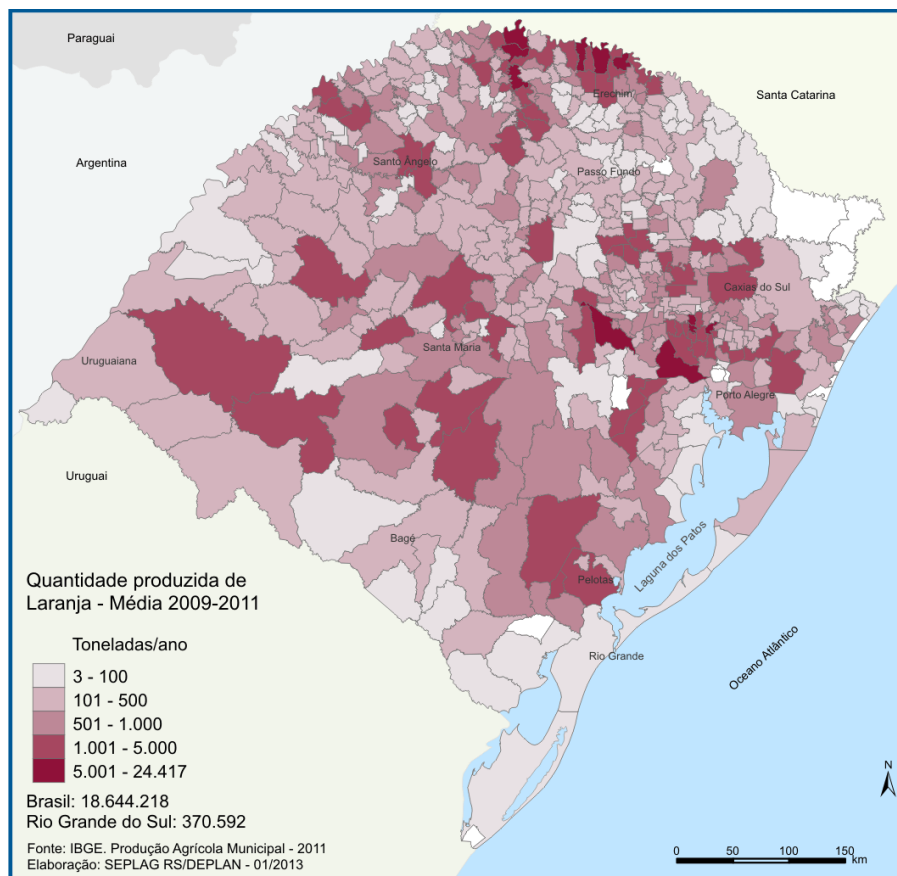 Paraguai
Santa Catarina
Erechim
Argentina
Santo Ângelo
Passo Fundo
Caxias do Sul
Uruguaiana
Santa Maria
Porto Alegre
Uruguai
Bagé
Laguna dos Patos
Pelotas
Rio Grande
Oceano Atlântico
Quantidade produzida de
Laranja - Média 2009-2011
Toneladas/ano
3 - 100
101 - 500
501 - 1.000
1.001 - 5.000
5.001 - 24.417
Brasil: 18.644.218
Rio Grande do Sul: 370.592
Fonte: IBGE. Produção Agrícola Municipal - 2011
Elaboração: SEPLAG RS/DEPLAN - 01/2013
N
0 50 100 150
km